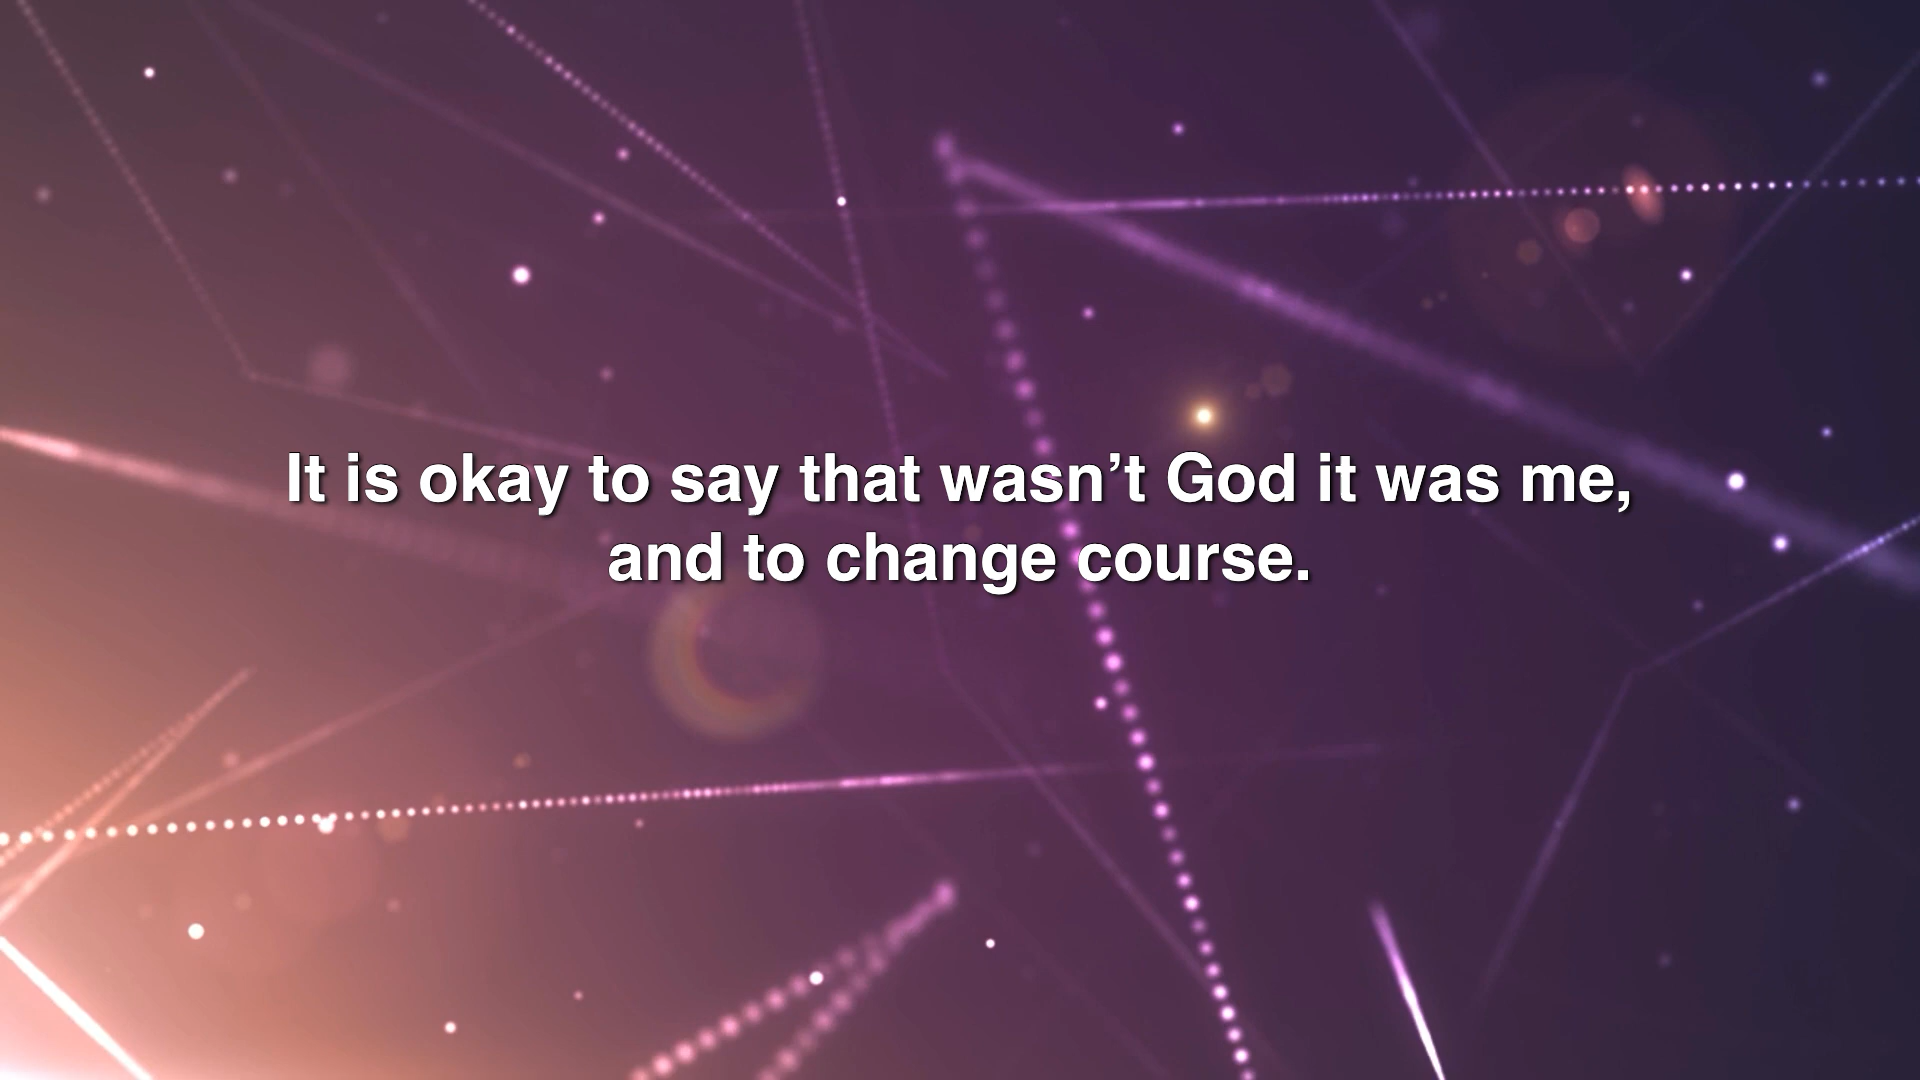 It is okay to say that wasn’t God it was me,
and to change course.